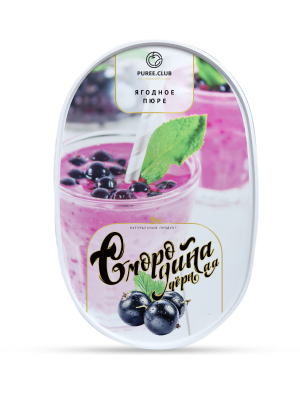 PUREE.CLUB
ЯГОДНОЕ
ПЮРЕ
НАТУРАЛЬНЫЙ ПРОДУКТ
Смородина
чёрная